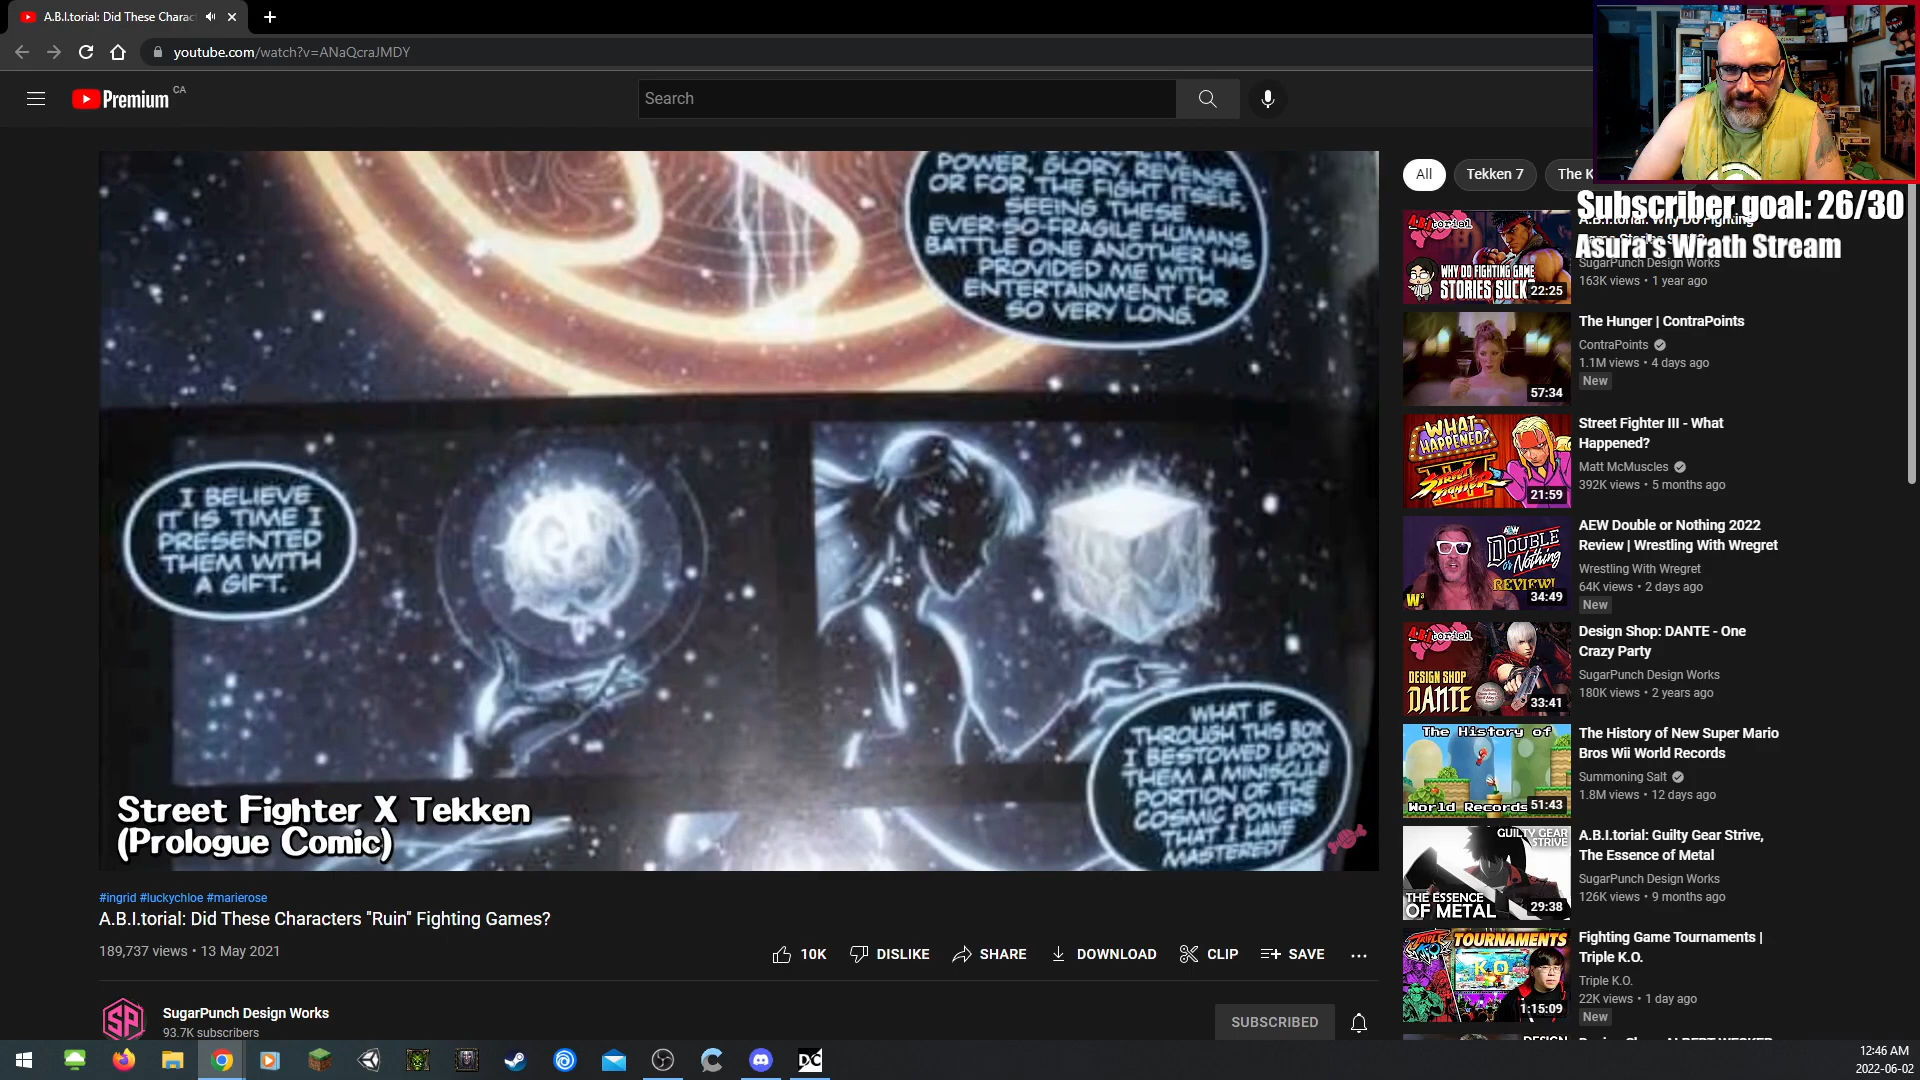 A.B.I.torial: Did These Charac
youtube.com/watch?v=ANaQcraJMDY
Premium CA
Search
POWER, GLORY, REVENGE
OR FOR THE FIGHT ITSELF,
SEEING THESE
EVER-SO-FRAGILE HUMANS
BATTLE ONE ANOTHER HAS
PROVIDED ME WITH
ENTERTAINMENT FOR
SO VERY LONG.
I BELIEVE
IT IS TIME I
PRESENTED
THEM WITH
A GIFT.
WHAT IF
THROUGH THIS BOX
I BESTOWED UPON
THEM A MINISCULE
PORTION OF THE
COSMIC POWERS
THAT I HAVE
MASTERED?
Street Fighter X Tekken
(Prologue Comic)
#ingrid #luckychloe #marierose
A.B.I.torial: Did These Characters "Ruin" Fighting Games?
189,737 views • 13 May 2021
10K
DISLIKE
SHARE
DOWNLOAD
CLIP
SAVE
SP
SugarPunch Design Works
93.7K subscribers
SUBSCRIBED
All
Tekken 7
The K
Subscriber goal: 26/30
Asura's Wrath Stream
WHY DO FIGHTING GAME
STORIES SUCK
22:25
A.B.I.torial: Why Do Fighting
SugarPunch Design Works
163K views • 1 year ago
57:34
The Hunger | ContraPoints
ContraPoints
1.1M views • 4 days ago
New
WHAT
HAPPENED?
STREET FIGHTER
21:59
Street Fighter III - What
Happened?
Matt McMuscles
392K views • 5 months ago
AEW
DOUBLE
or Nothing
REVIEW!
W³
34:49
AEW Double or Nothing 2022
Review | Wrestling With Wregret
Wrestling With Wregret
64K views • 2 days ago
New
DESIGN SHOP
DANTE
33:41
Design Shop: DANTE - One
Crazy Party
SugarPunch Design Works
180K views • 2 years ago
The History of
World Records
51:43
The History of New Super Mario
Bros Wii World Records
Summoning Salt
1.8M views • 12 days ago
GUILTY GEAR
STRIVE
THE ESSENCE
OF METAL
29:38
A.B.I.torial: Guilty Gear Strive,
The Essence of Metal
SugarPunch Design Works
126K views • 9 months ago
TRIPLE K.O.
TOURNAMENTS
K.O.
1:15:09
Fighting Game Tournaments |
Triple K.O.
Triple K.O.
22K views • 1 day ago
New
DC
12:46 AM
2022-06-02